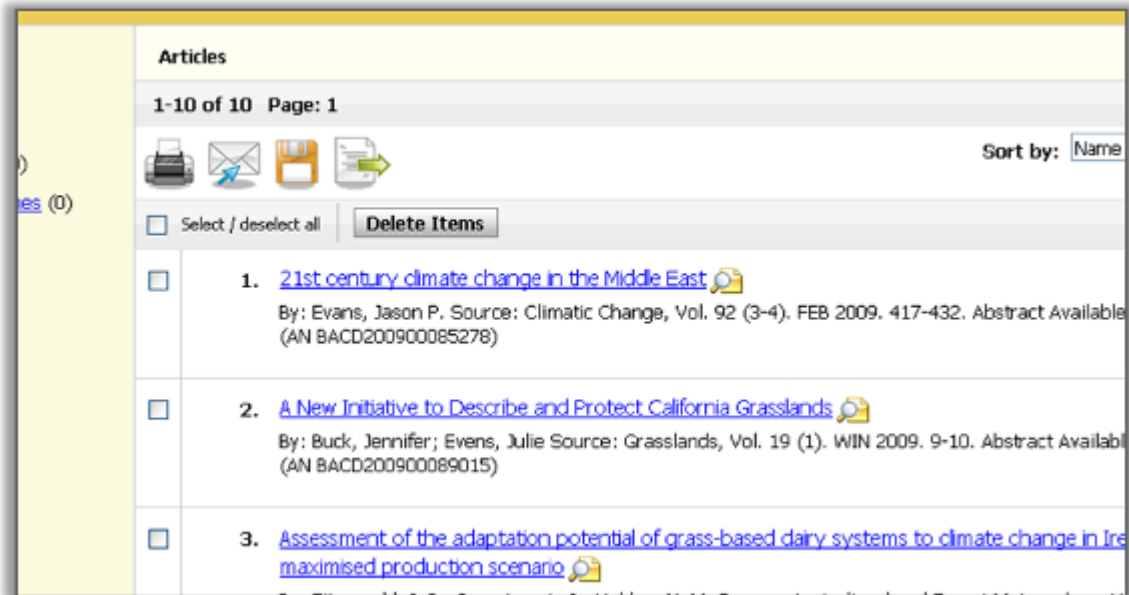 Articles
1-10 of 10 Page: 1
)
Sort by: Name
es (0)
Select / deselect all Delete Items
1. 21st century climate change in the Middle East
By: Evans, Jason P. Source: Climatic Change, Vol. 92 (3-4). FEB 2009. 417-432. Abstract Available
(AN BACD200900085278)
2. A New Initiative to Describe and Protect California Grasslands
By: Buck, Jennifer; Evens, Julie Source: Grasslands, Vol. 19 (1). WIN 2009. 9-10. Abstract Availabl
(AN BACD200900089015)
3. Assessment of the adaptation potential of grass-based dairy systems to climate change in Ire
maximised production scenario